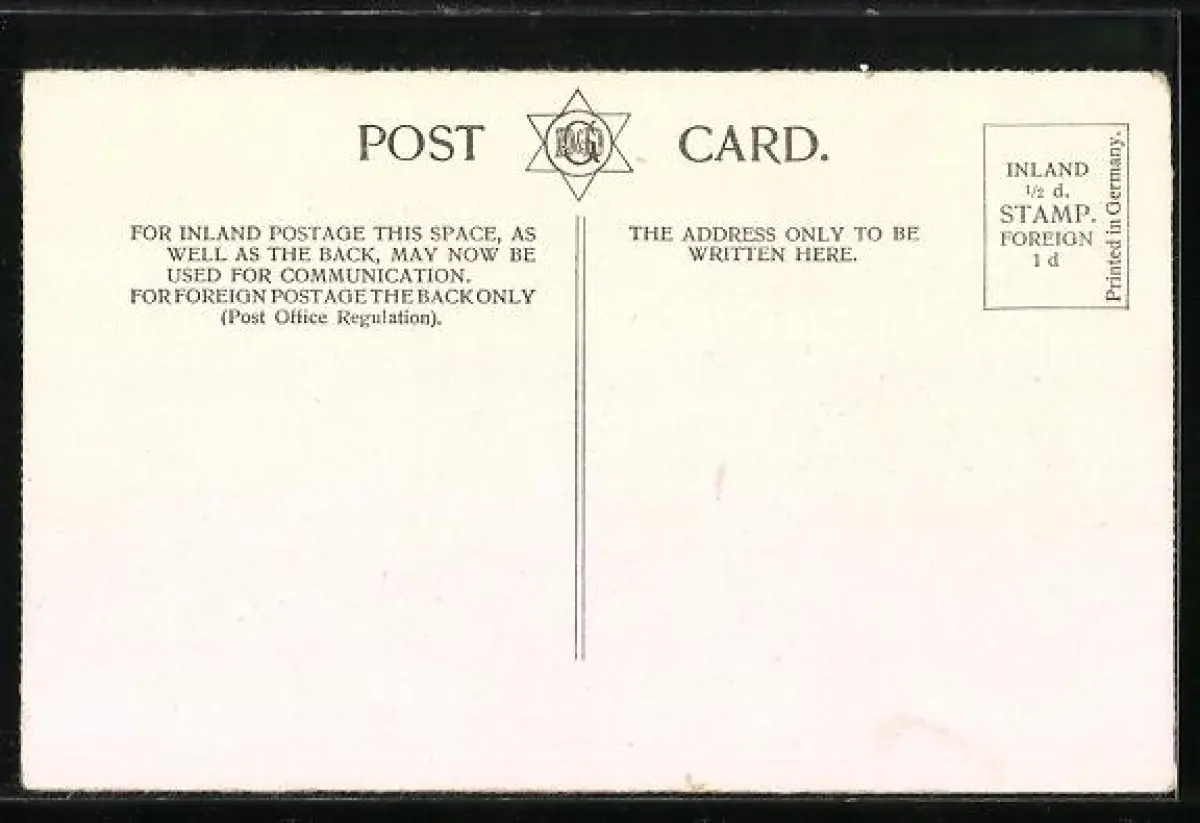 POST CARD.
FOR INLAND POSTAGE THIS SPACE, AS
WELL AS THE BACK, MAY NOW BE
USED FOR COMMUNICATION.
FOR FOREIGN POSTAGE THE BACK ONLY
(Post Office Regulation).
THE ADDRESS ONLY TO BE
WRITTEN HERE.
INLAND
½ d.
STAMP.
FOREIGN
1 d
Printed in Germany.